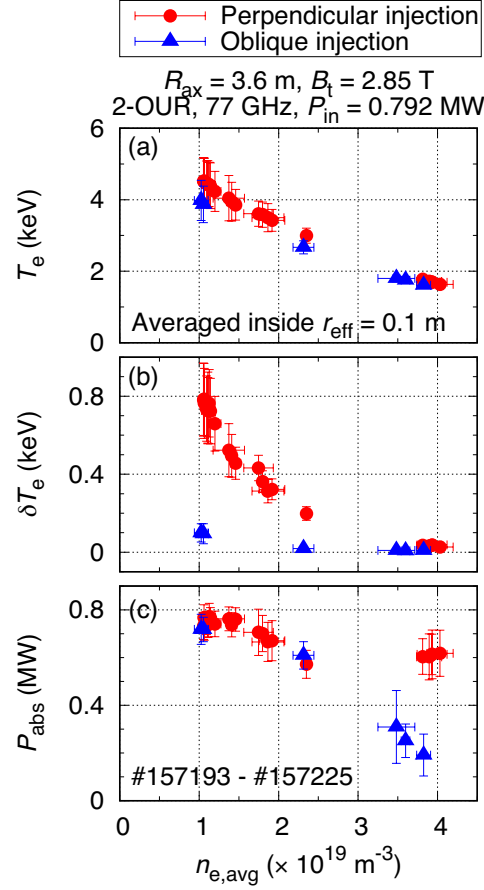 Perpendicular injection
Oblique injection
R_ax = 3.6 m, B_t = 2.85 T
2-OUR, 77 GHz, P_in = 0.792 MW
(a)
6
4
2
0
T_e (keV)
Averaged inside r_eff = 0.1 m
(b)
0.8
0.4
0
δT_e (keV)
(c)
0.8
0.4
0
P_abs (MW)
#157193 - #157225
0 1 2 3 4
n_e,avg (× 10^19 m^-3)